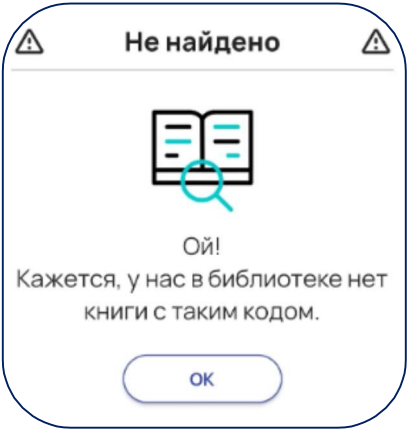 Не найдено
Ой!
Кажется, у нас в библиотеке нет
книги с таким кодом.
ОК